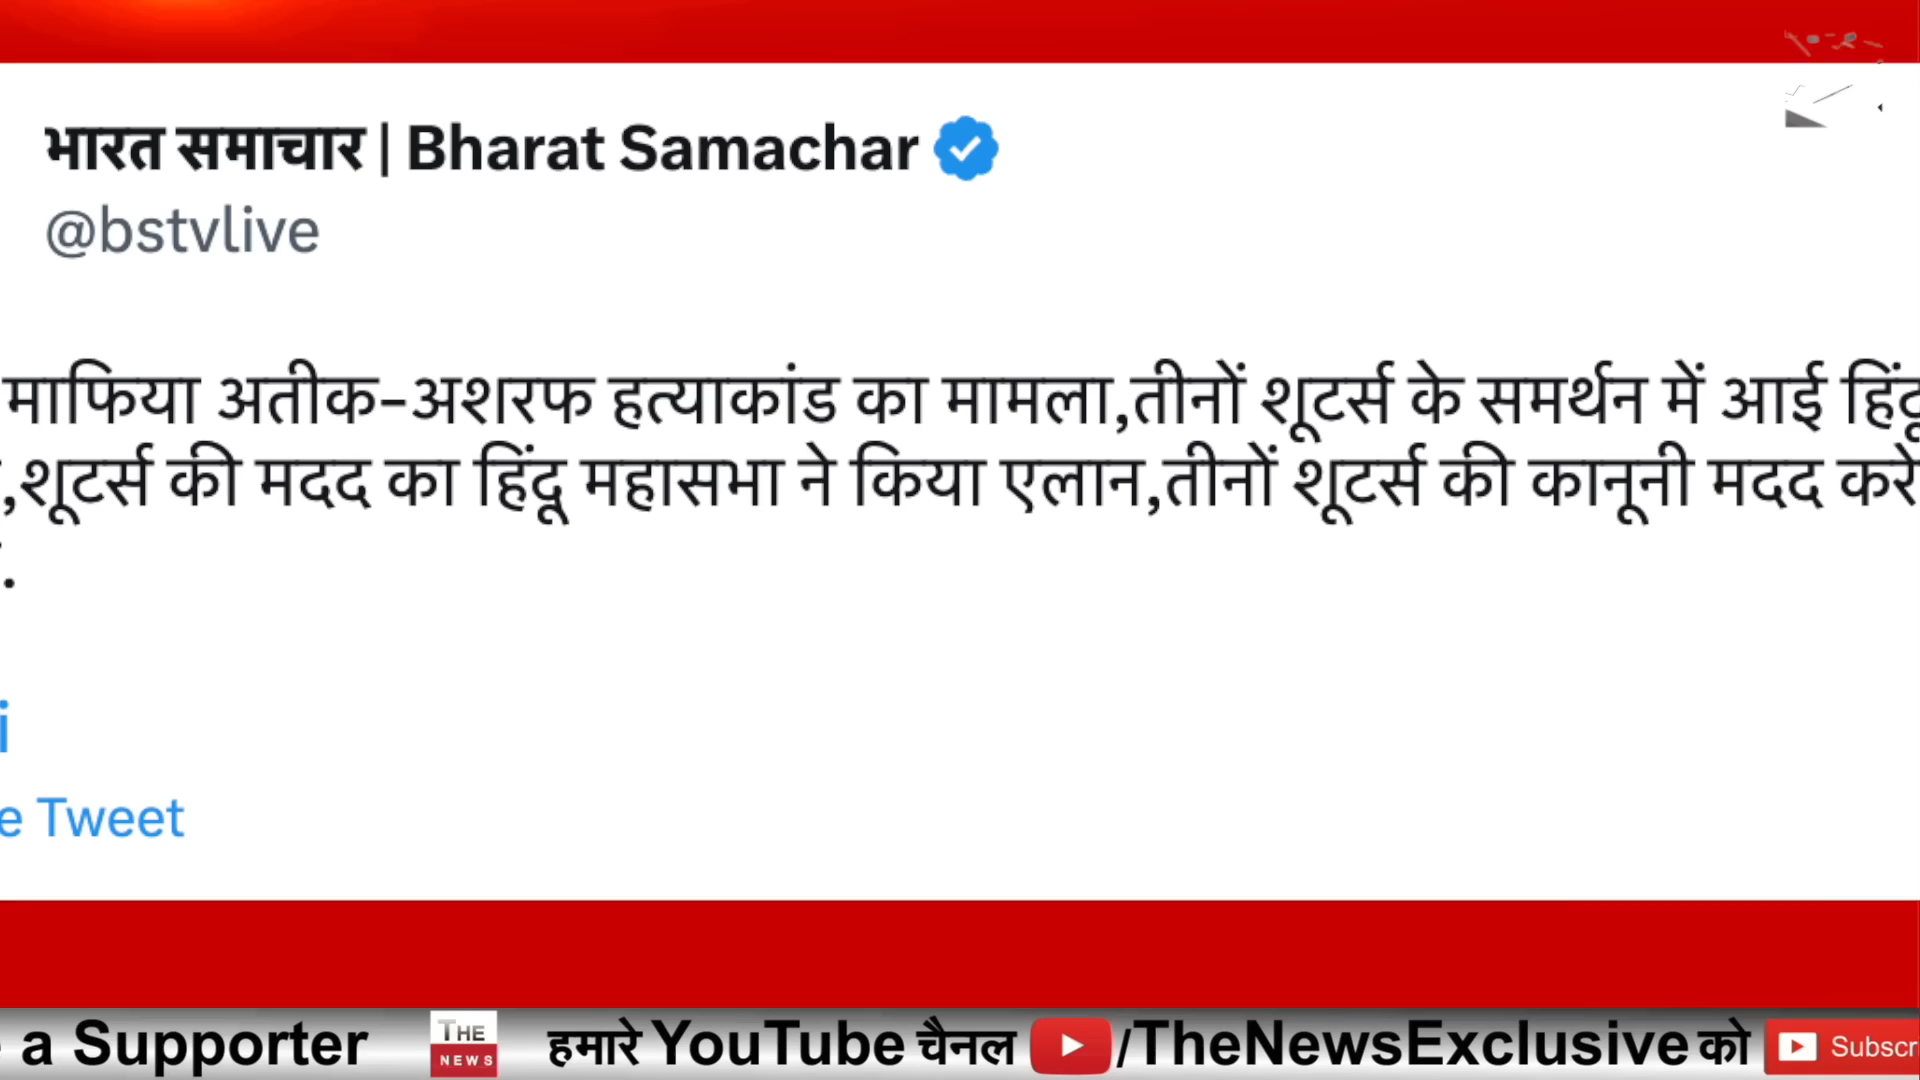 भारत समाचार | Bharat Samachar
@bstvlive
माफिया अतीक-अशरफ हत्याकांड का मामला,तीनों शूटर्स के समर्थन में आई
,शूटर्स की मदद का हिंदू महासभा ने किया एलान,तीनों शूटर्स की कानूनी मदद करे
.
Tweet
a Supporter THE NEWS हमारे YouTube चैनल /TheNewsExclusive को